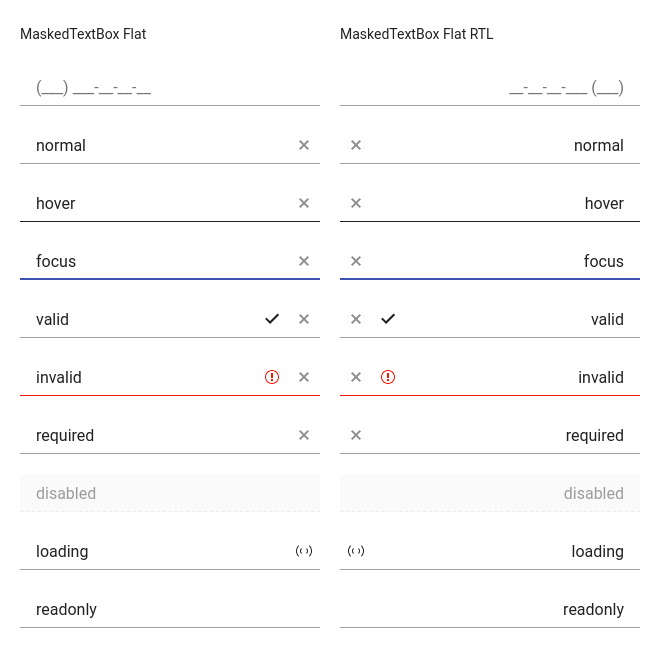 MaskedTextBox Flat
MaskedTextBox Flat RTL
(___) ___-__-__-__
__-__-__-___ (___)
normal
normal
hover
hover
focus
focus
valid
valid
invalid
invalid
required
required
disabled
disabled
loading
loading
readonly
readonly